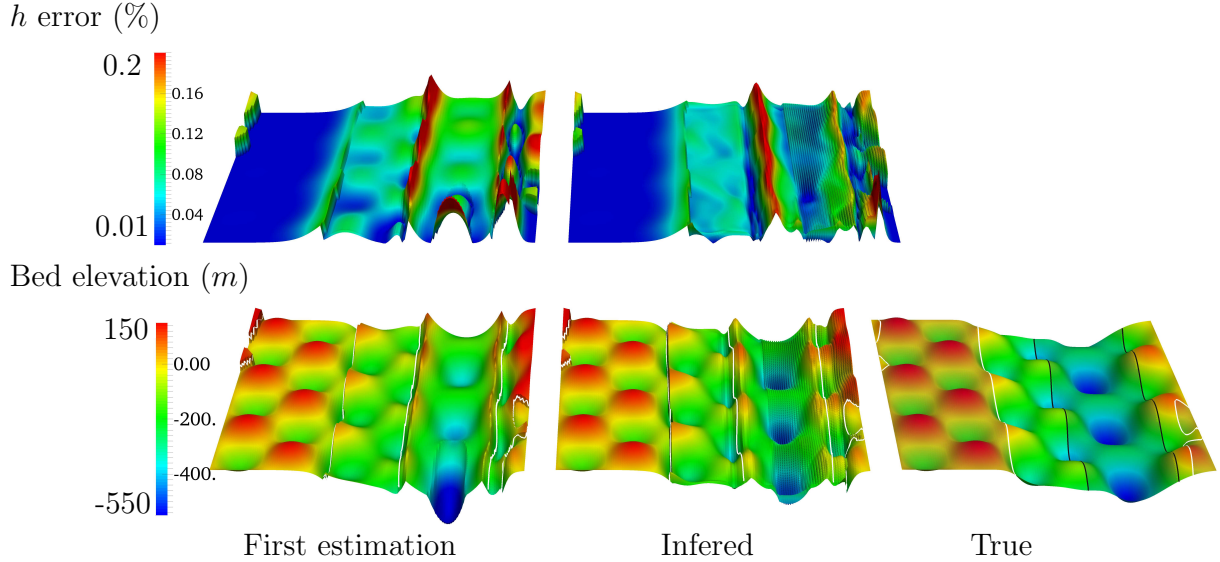 h error (%)
0.2
0.16
0.12
0.08
0.04
0.01
Bed elevation (m)
150
0.00
-200.
-400.
-550
First estimation
Infered
True